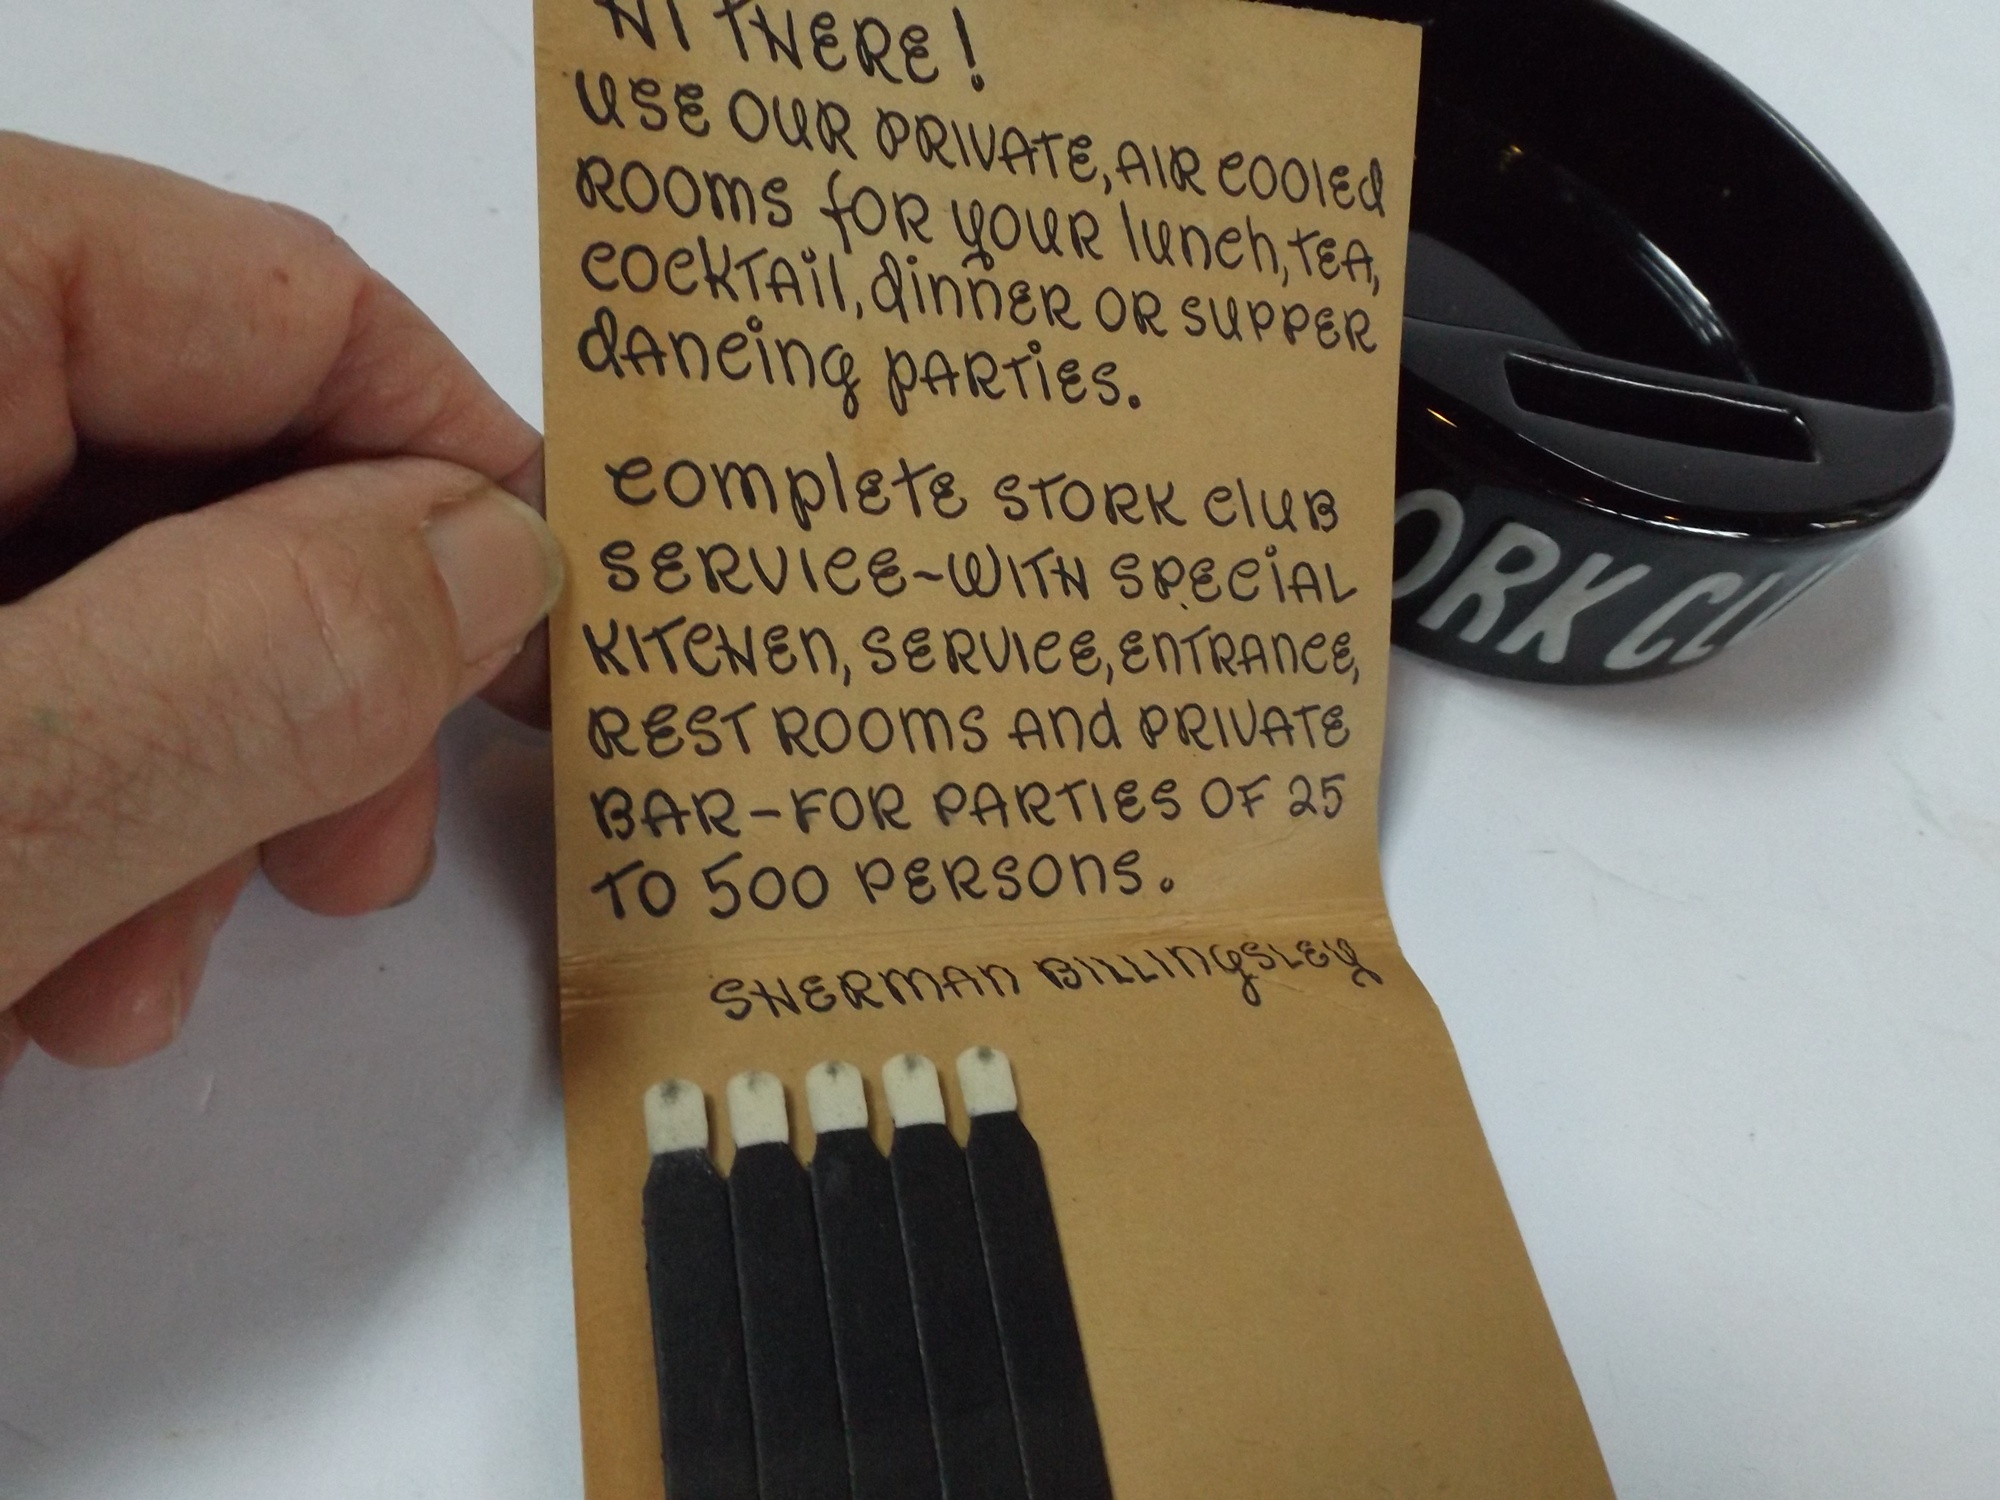 HI THERE!
USE OUR PRIVATE, AIR COOLED
ROOMS FOR YOUR LUNCH, TEA,
COCKTAIL, DINNER OR SUPPER
DANCING PARTIES.
COMPLETE STORK CLUB
SERVICE-WITH SPECIAL
KITCHEN, SERVICE, ENTRANCE,
REST ROOMS AND PRIVATE
BAR-FOR PARTIES OF 25
TO 500 PERSONS.
SHERMAN BILLINGSLEY
ORK CLU